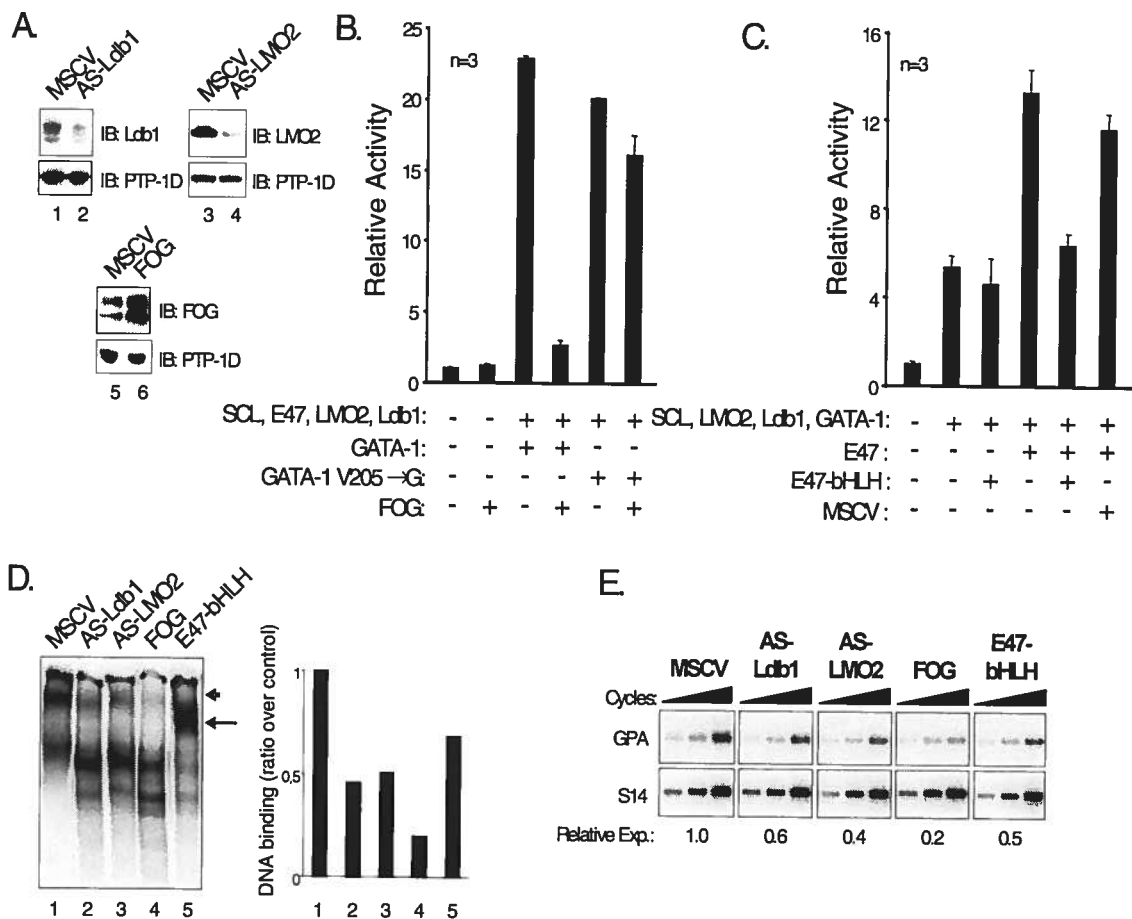 A.
MSCV
AS-Ldb1
IB: Ldb1
IB: PTP-1D
1 2
MSCV
AS-LMO2
IB: LMO2
IB: PTP-1D
3 4
MSCV
FOG
IB: FOG
IB: PTP-1D
5 6
B.
Relative Activity
25
20
15
10
5
0
n=3
SCL, E47, LMO2, Ldb1: - - + + + +
GATA-1: - - + + - -
GATA-1 V205→G: - - - - + +
FOG: - + - + - +
C.
Relative Activity
16
12
8
4
0
n=3
SCL, LMO2, Ldb1, GATA-1: - + + + + +
E47 : - - - + + +
E47-bHLH : - - + - + -
MSCV : - - - - - +
D.
MSCV
AS-Ldb1
AS-LMO2
FOG
E47-bHLH
1 2 3 4 5
DNA binding (ratio over control)
1
0,5
0
1 2 3 4 5
E.
MSCV
AS-
Ldb1
AS-
LMO2
FOG
E47-
bHLH
Cycles:
GPA
S14
Relative Exp.: 1.0 0.6 0.4 0.2 0.5